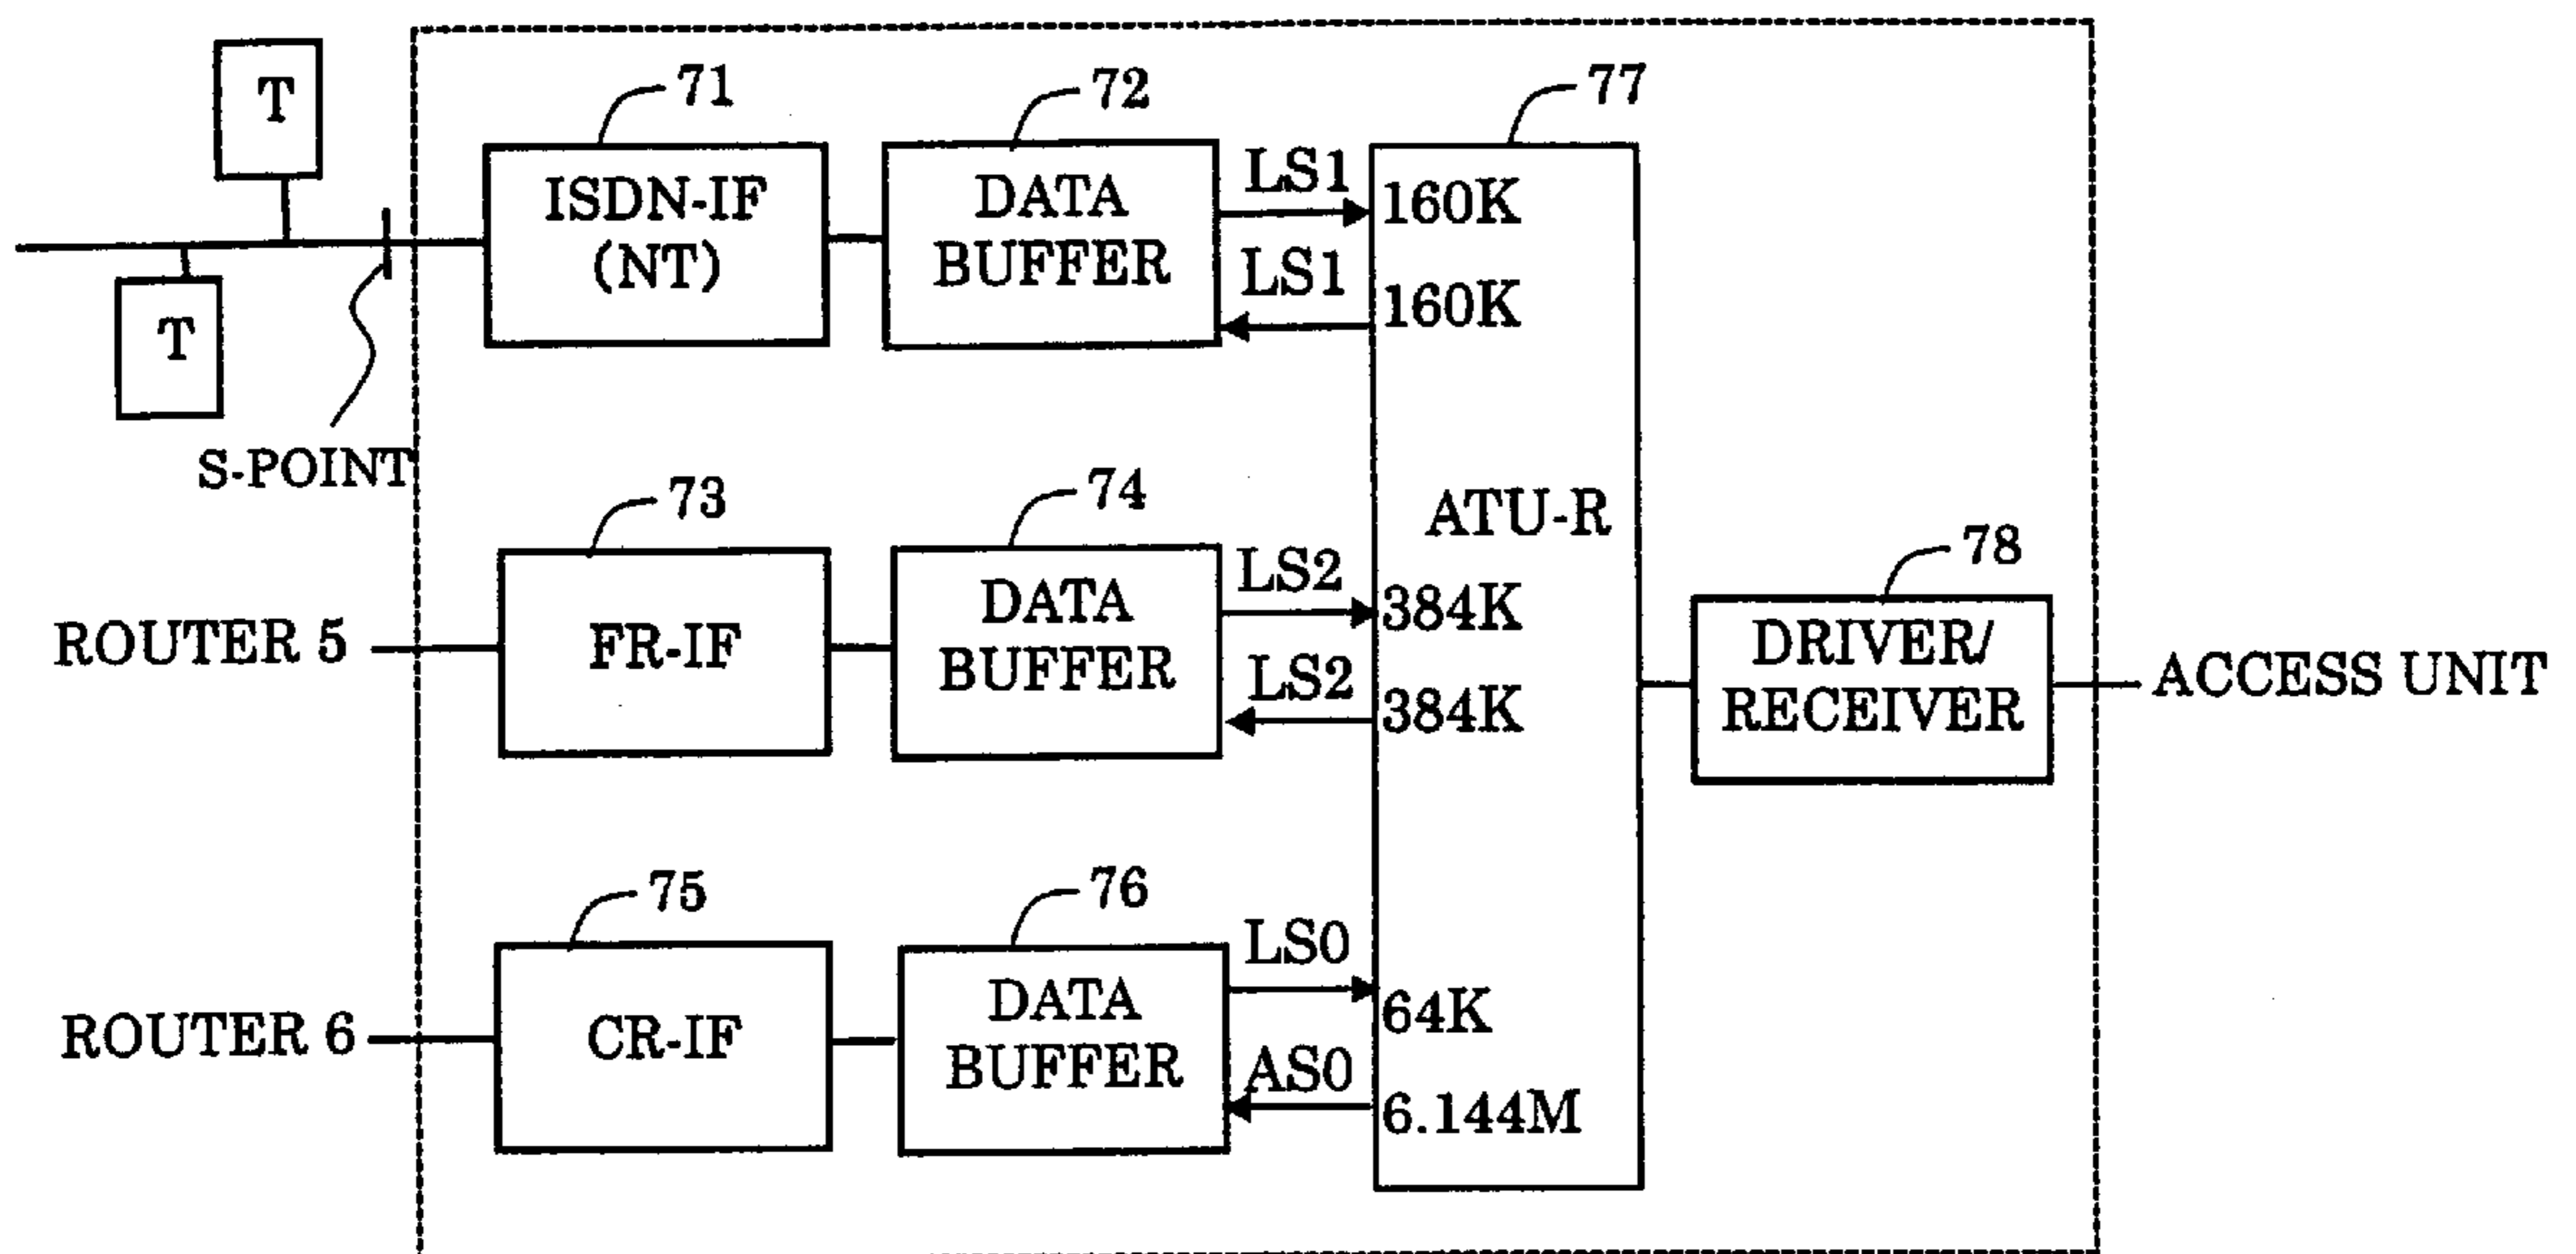 T
T
S-POINT
71
ISDN-IF
(NT)
72
DATA
BUFFER
LS1
LS1
77
160K
160K
ATU-R
384K
384K
64K
6.144M
ROUTER 5
73
FR-IF
74
DATA
BUFFER
LS2
LS2
78
DRIVER/
RECEIVER
ACCESS UNIT
ROUTER 6
75
CR-IF
76
DATA
BUFFER
LS0
AS0